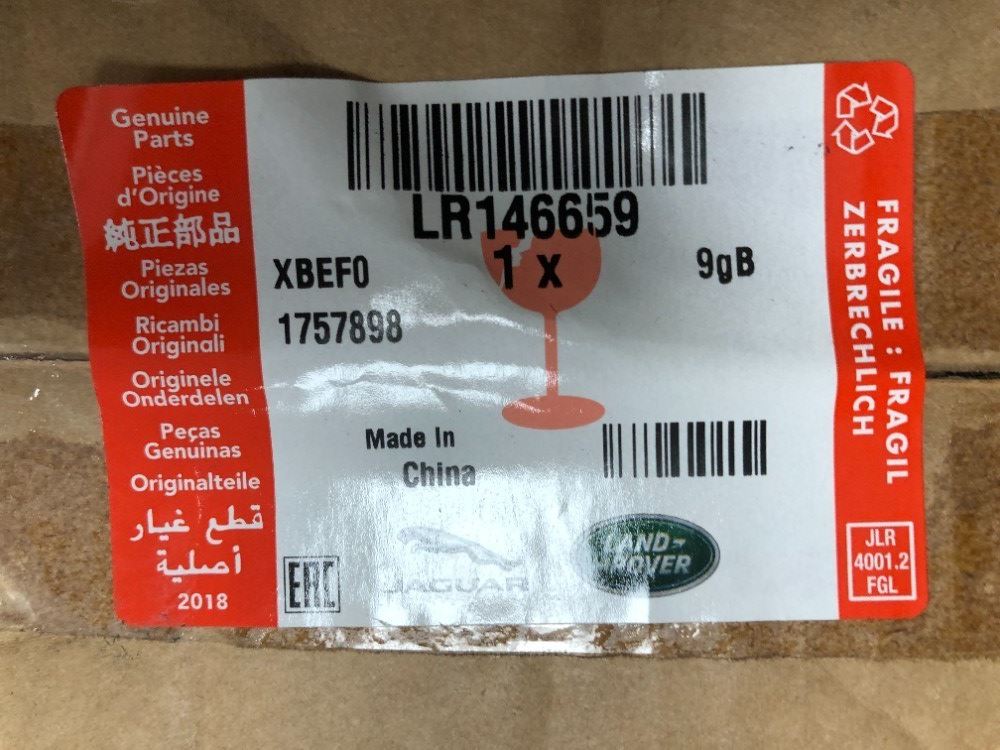 Genuine
Parts
Pièces
d'Origine
純正部品
Piezas
Originales
Ricambi
Originali
Originele
Onderdelen
Peças
Genuinas
Originalteile
قطع غيار
أصلية
2018
LR146659
XBEF0
1 x
9gB
1757898
Made In
China
EAC
JAGUAR
LAND-
ROVER
FRAGILE : FRAGIL
ZERBRECHLICH
JLR
4001.2
FGL